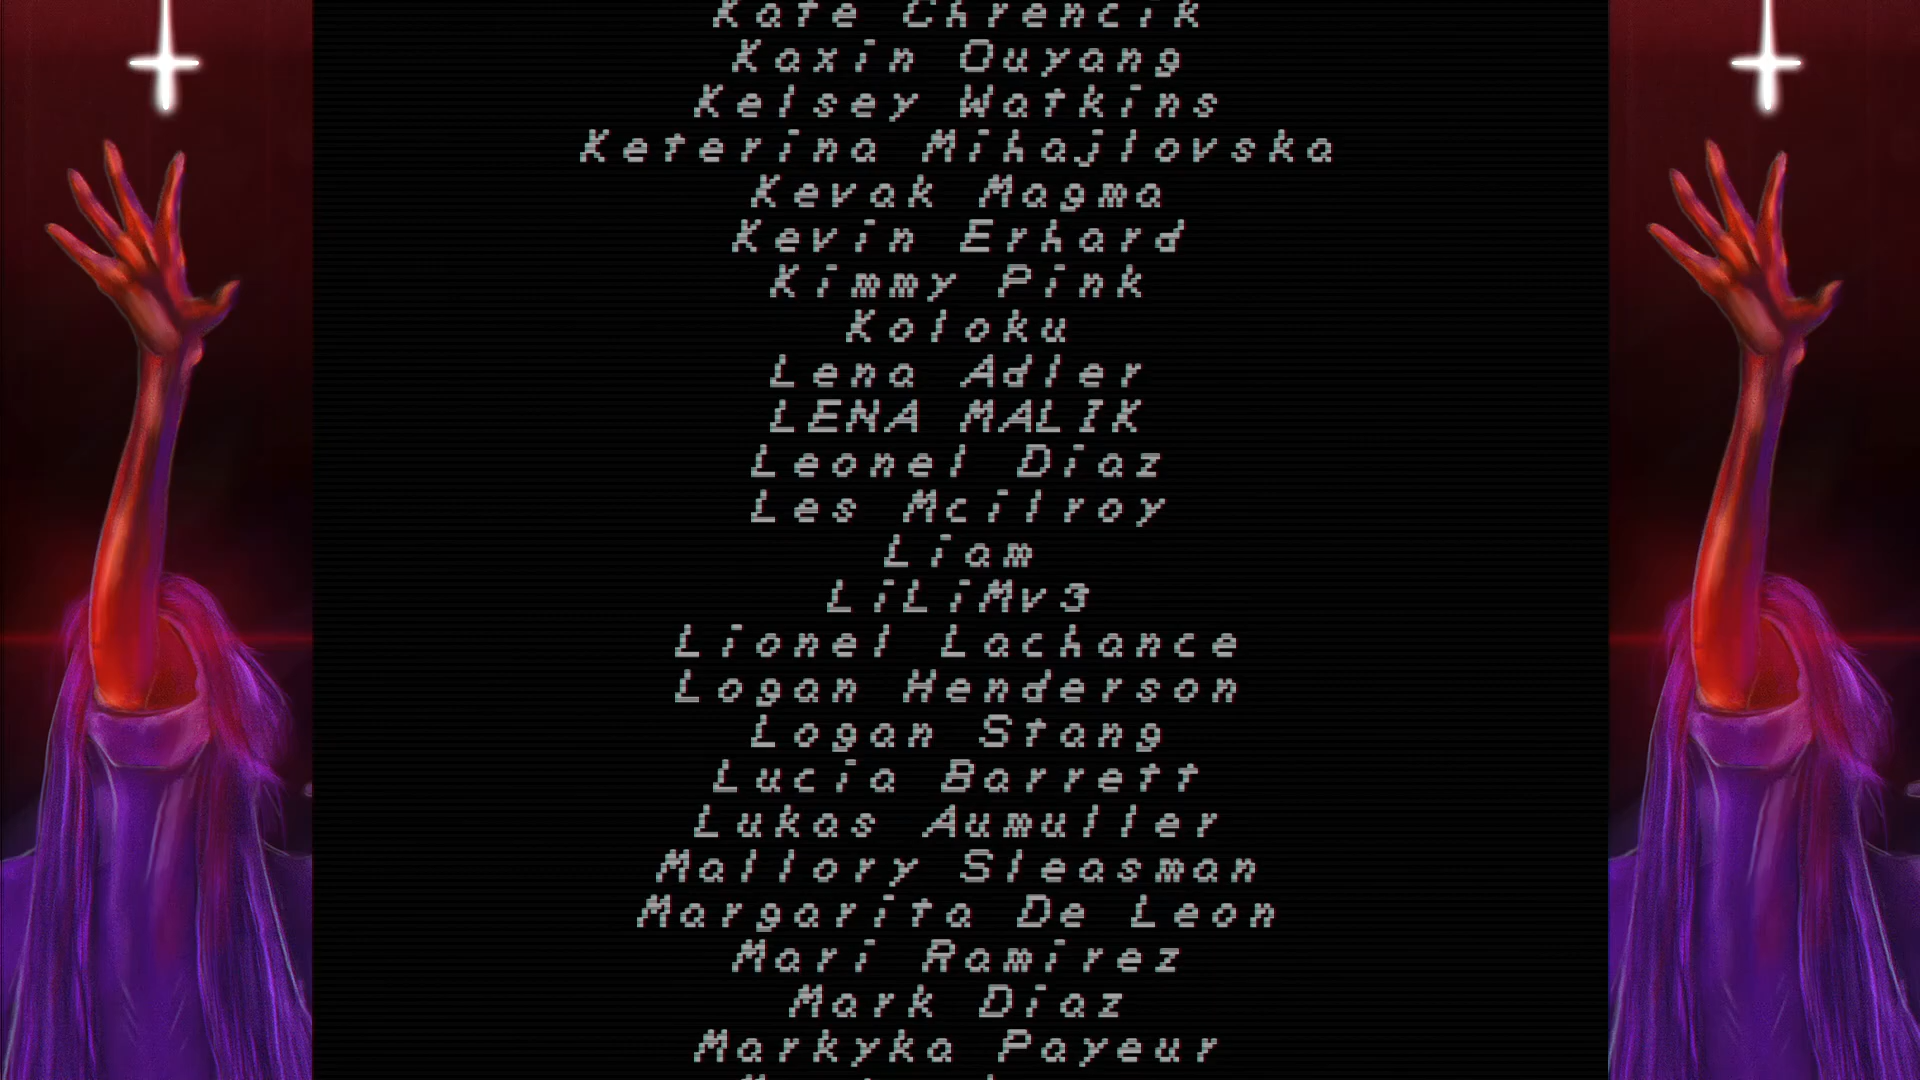 Kate Chrencik
Kaxin Ouyang
Kelsey Watkins
Keterina Mihajlovska
Kevak Magma
Kevin Erhard
Kimmy Pink
Koloku
Lena Adler
LENA MALIK
Leonel Diaz
Les Mcilroy
Liam
LiLiMv3
Lionel Lachance
Logan Henderson
Logan Stang
Lucia Barrett
Lukas Aumuller
Mallory Sleasman
Margarita De Leon
Mari Ramirez
Mark Diaz
Markyka Payeur